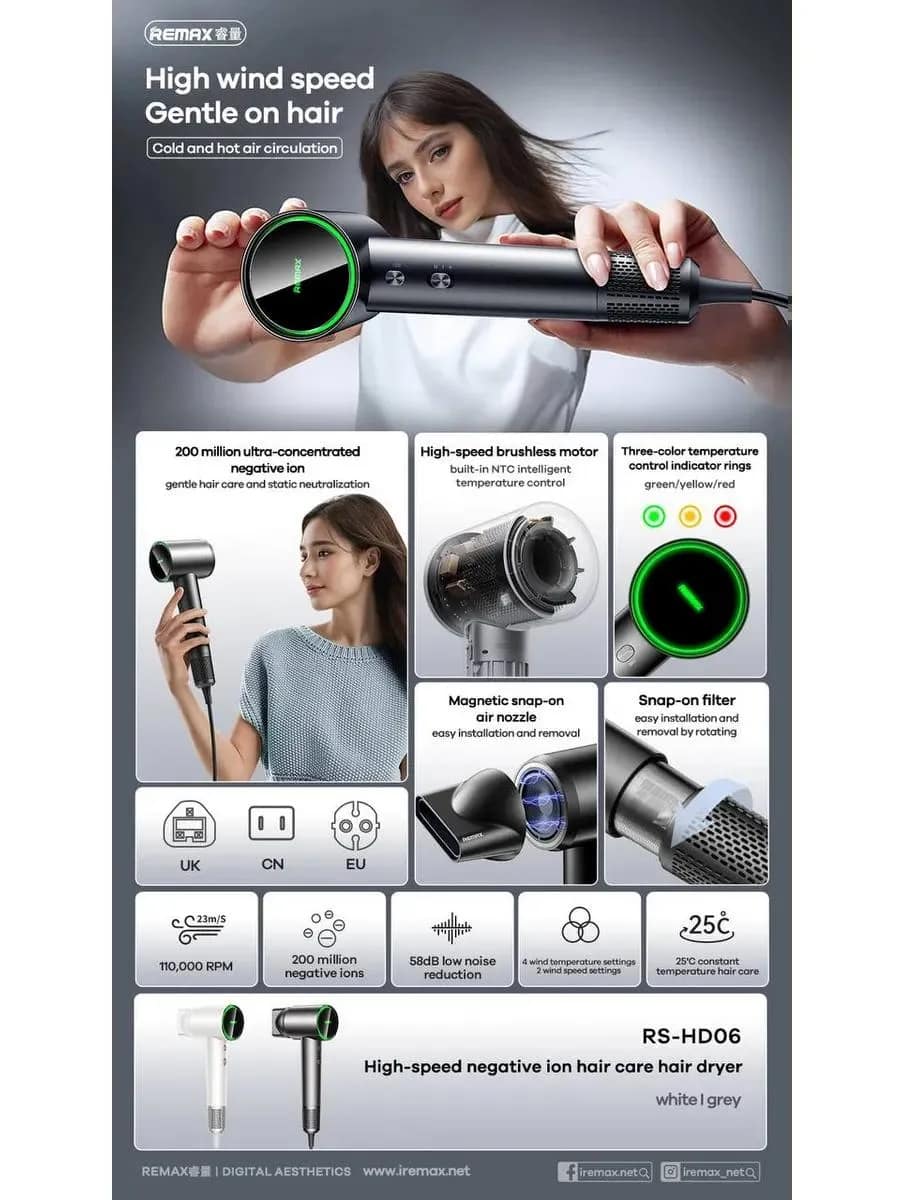 REMAX睿量
High wind speed
Gentle on hair
Cold and hot air circulation
REMAX
200 million ultra-concentrated
negative ion
gentle hair care and static neutralization
High-speed brushless motor
built-in NTC intelligent
temperature control
Three-color temperature
control indicator rings
green/yellow/red
REMAX
Magnetic snap-on
air nozzle
easy installation and removal
REMAX
Snap-on filter
easy installation and
removal by rotating
UK
CN
EU
23m/S
110,000 RPM
200 million
negative ions
58dB low noise
reduction
4 wind temperature settings
2 wind speed settings
25℃
25℃ constant
temperature hair care
RS-HD06
High-speed negative ion hair care hair dryer
white | grey
REMAX睿量 | DIGITAL AESTHETICS www.iremax.net
iremax.net
iremax_net